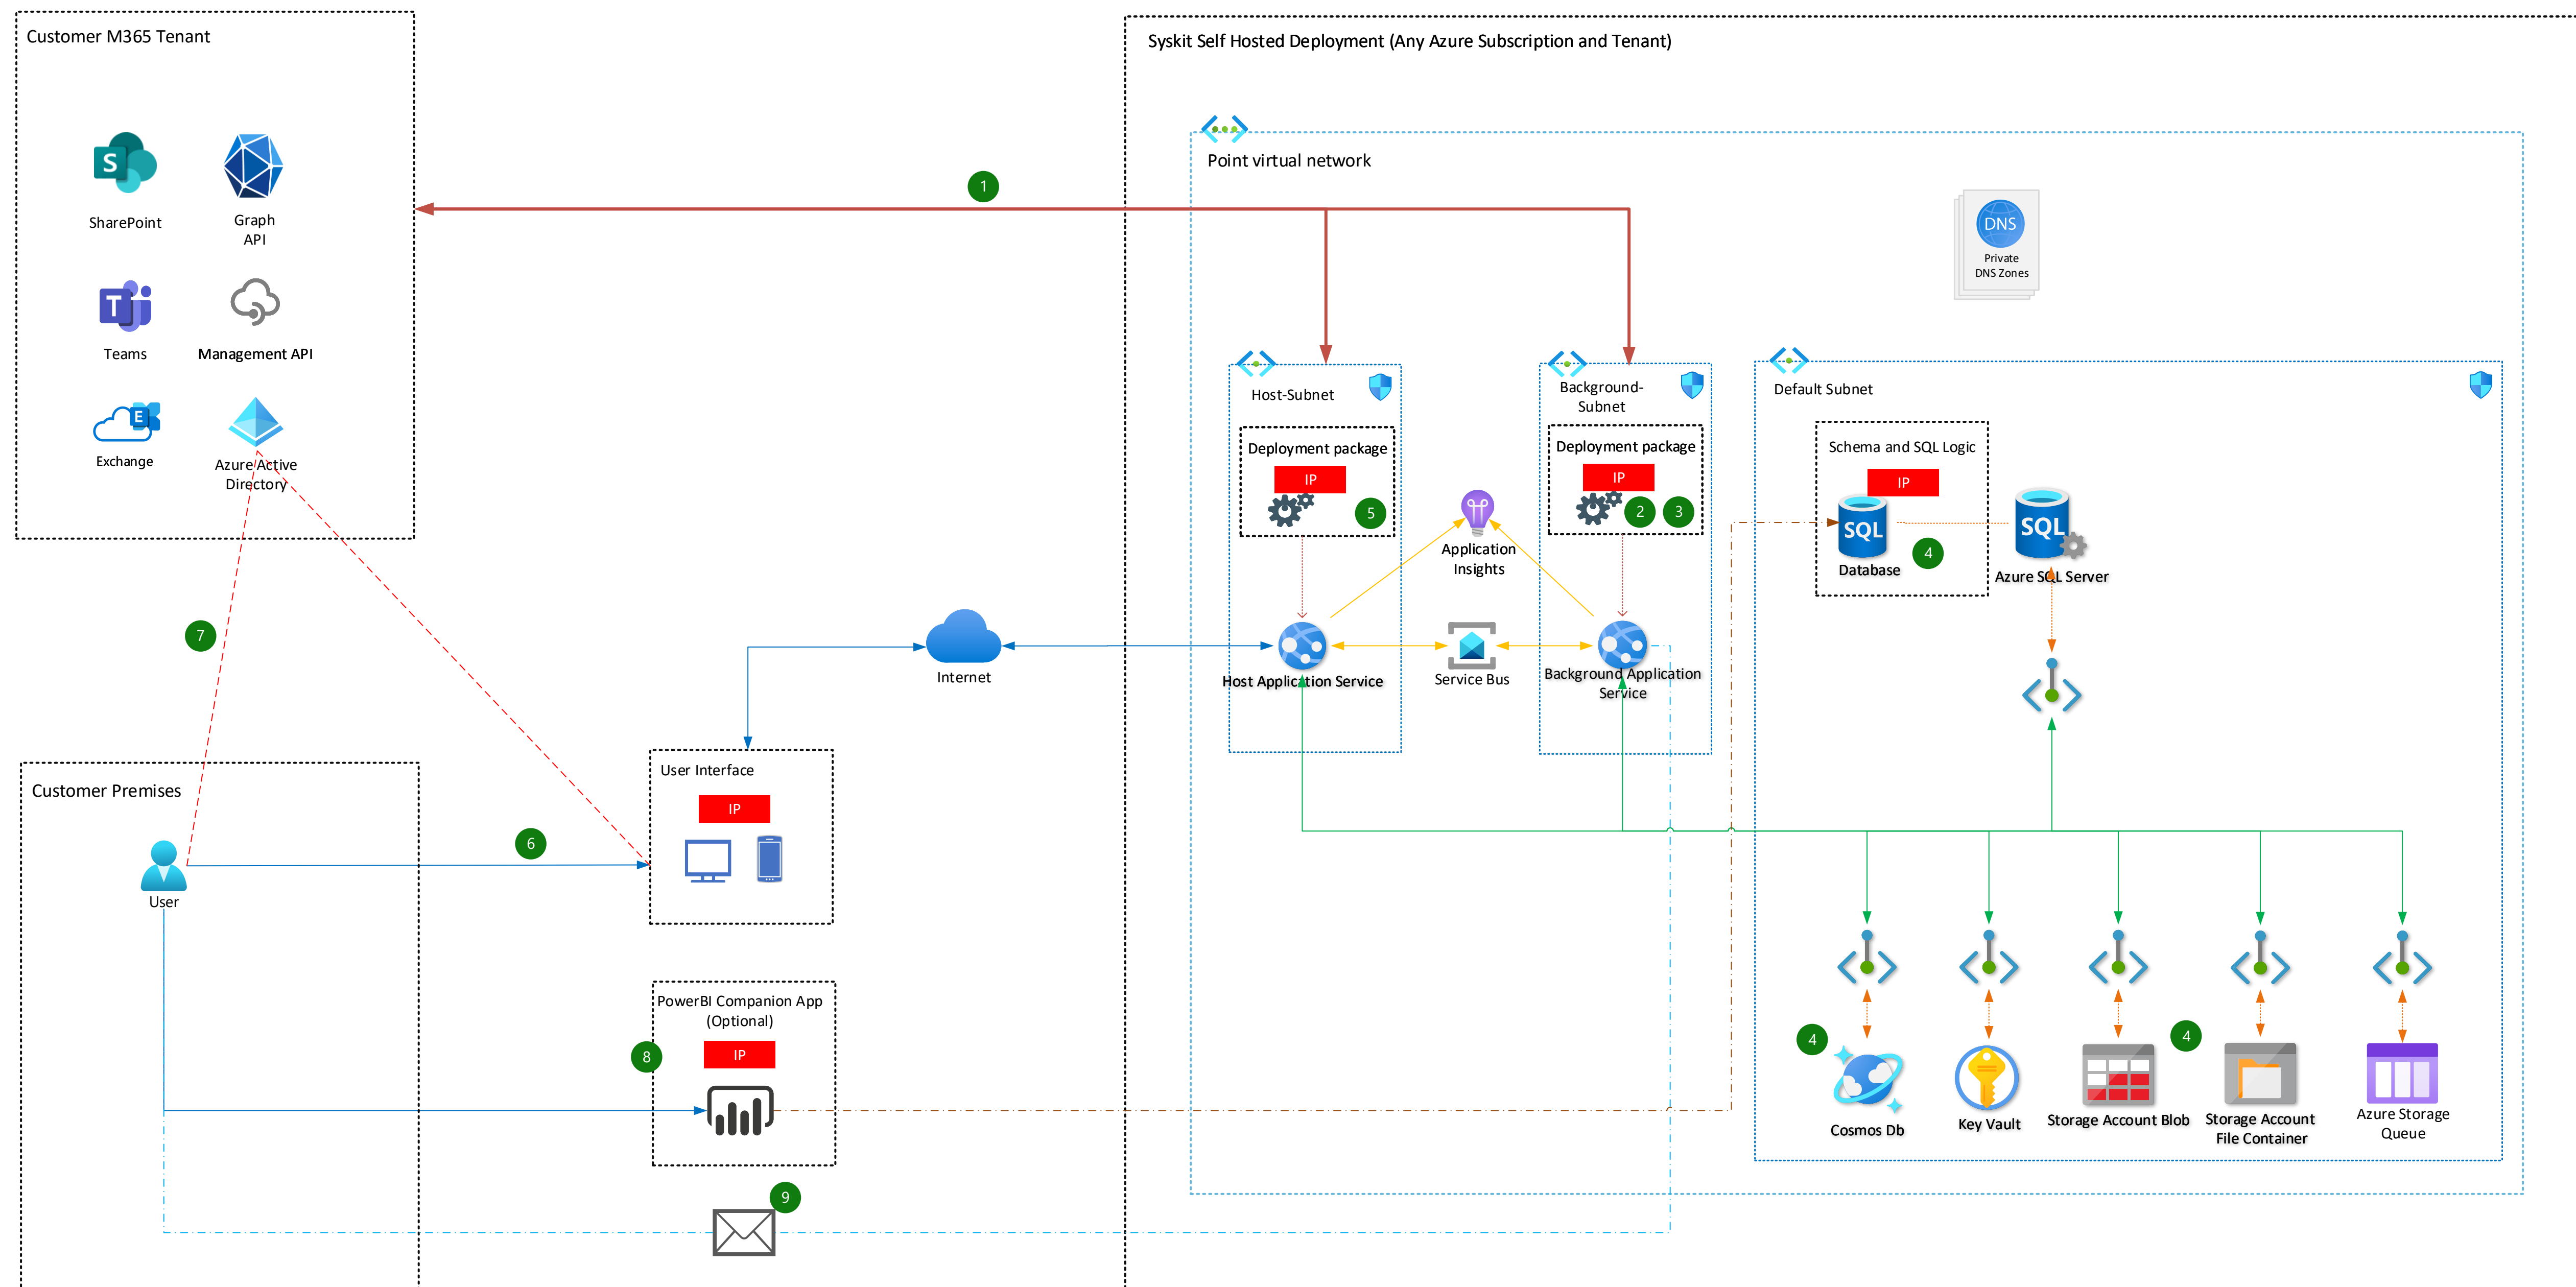 Customer M365 Tenant
S
SharePoint
Graph
API
T
Teams
Management API
E
Exchange
Azure Active
Directory
7
Customer Premises
User
6
User Interface
IP
8
PowerBI Companion App
(Optional)
IP
9
1
Internet
Syskit Self Hosted Deployment (Any Azure Subscription and Tenant)
Point virtual network
DNS
Private
DNS Zones
Host-Subnet
Deployment package
IP
5
Host Application Service
Application
Insights
Service Bus
Background-
Subnet
Deployment package
IP
2
3
Background Application
Service
Default Subnet
Schema and SQL Logic
IP
SQL
Database
4
SQL
Azure SQL Server
4
Cosmos Db
Key Vault
Storage Account Blob
4
Storage Account
File Container
Azure Storage
Queue